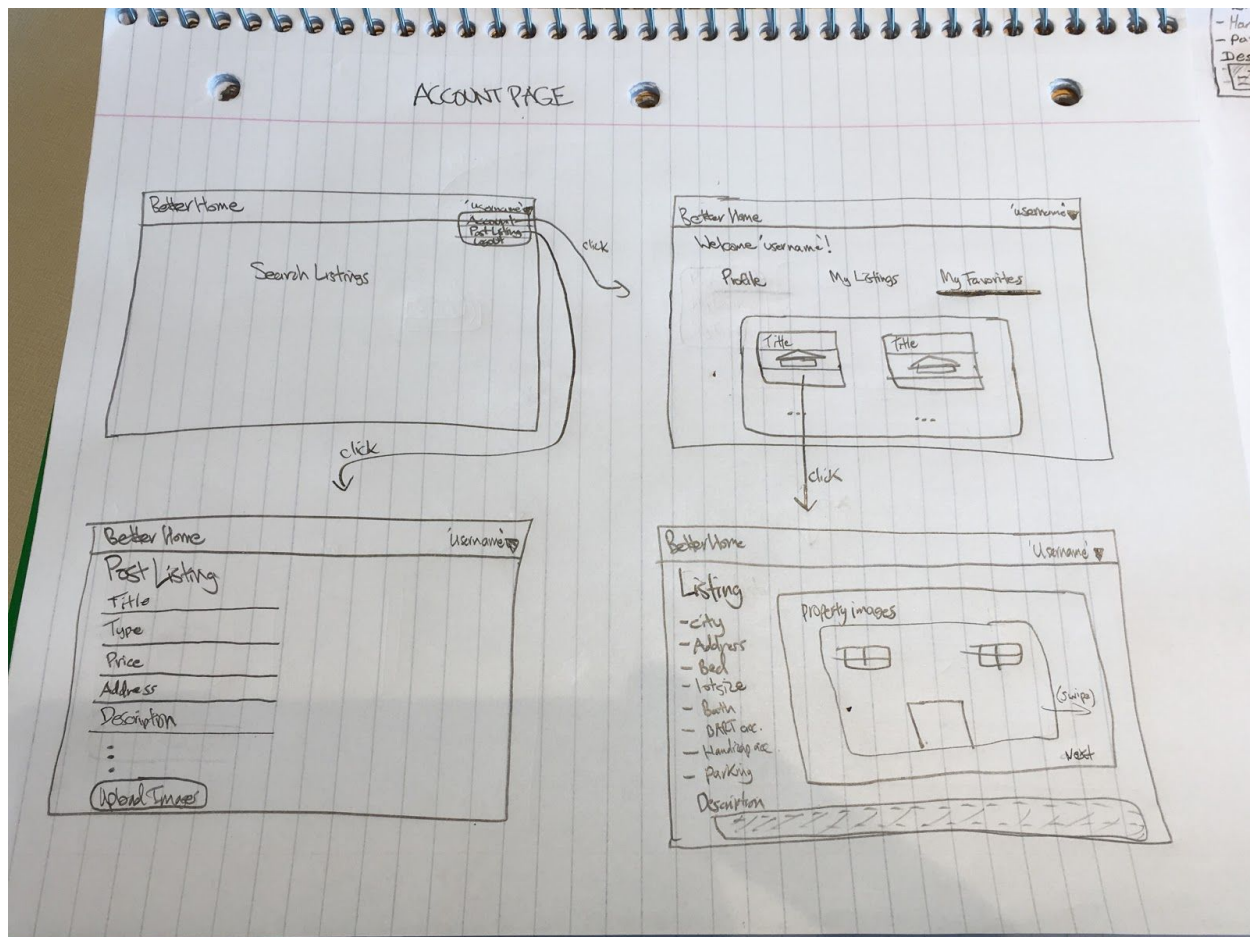 ACCOUNT PAGE
Better Home
'username'
Account
Post Listing
Logout
Search Listings
click
click
Better Home
'username'
Welcome 'username'!
Profile My Listings My Favorites
Title Title
...
...
click
Better Home
'Username'
Post Listing
Title
Type
Price
Address
Description
Upload Images
Better Home
'Username'
Listing
- city
- Address
- Bed
- lotsize
- Bath
- BART acc.
- Handicap acc.
- parking
Description
property images
(swipe)
Next
- Par
Des